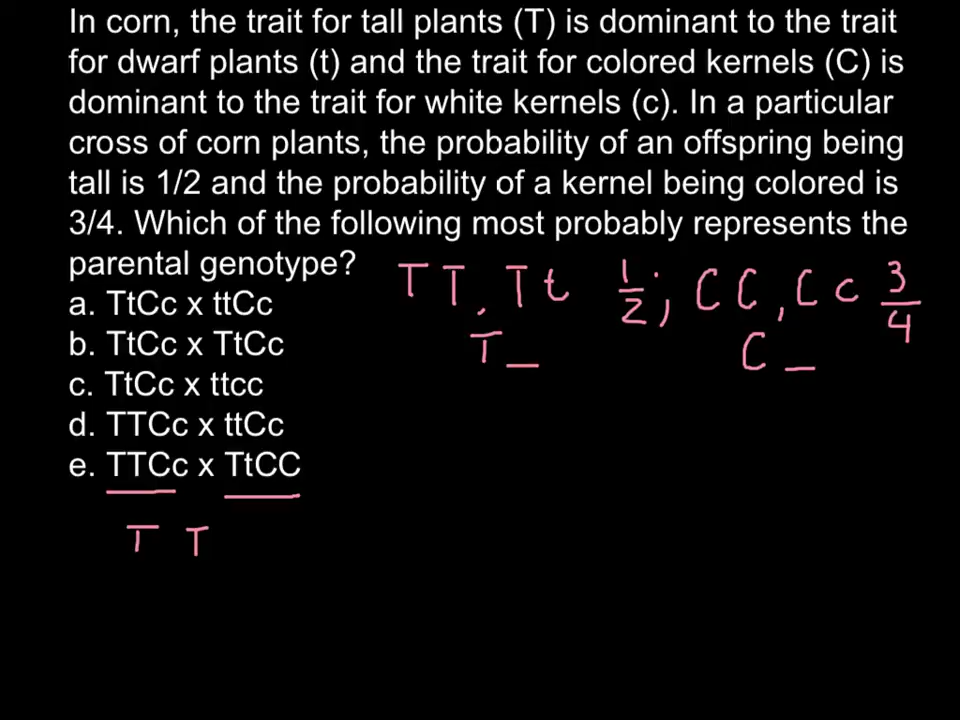 In corn, the trait for tall plants (T) is dominant to the trait
for dwarf plants (t) and the trait for colored kernels (C) is
dominant to the trait for white kernels (c). In a particular
cross of corn plants, the probability of an offspring being
tall is 1/2 and the probability of a kernel being colored is
3/4. Which of the following most probably represents the
parental genotype?
TT, Tt 1/2; CC, Cc 3/4
T_ C_
a. TtCc x ttCc
b. TtCc x TtCc
c. TtCc x ttcc
d. TTCc x ttCc
e. TTCc x TtCC
T T